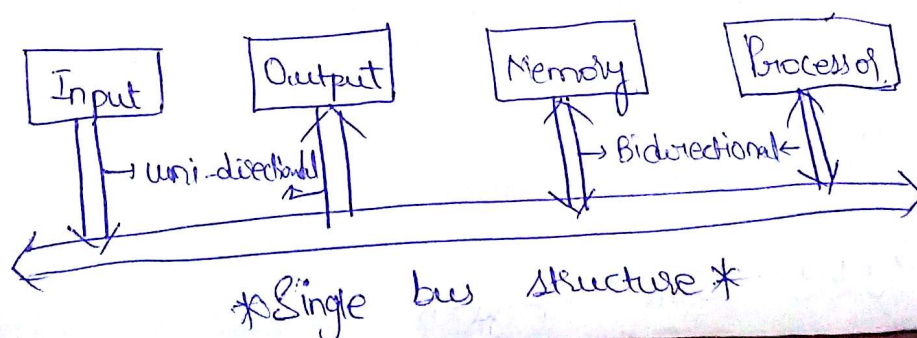 Input
Output
Memory
Processor
uni-directional
Bidirectional
*Single bus structure*